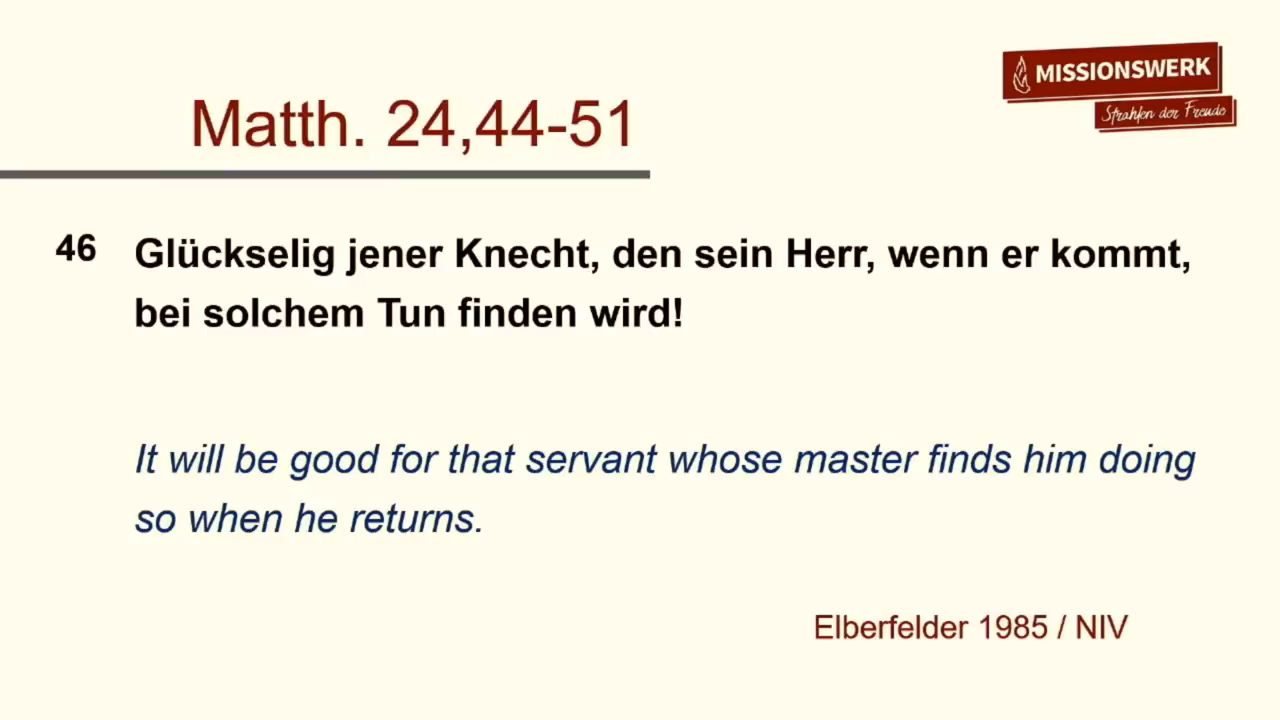 MISSIONSWERK
Strahlen der Freude
Matth. 24,44-51
46 Glückselig jener Knecht, den sein Herr, wenn er kommt,
bei solchem Tun finden wird!
It will be good for that servant whose master finds him doing
so when he returns.
Elberfelder 1985 / NIV